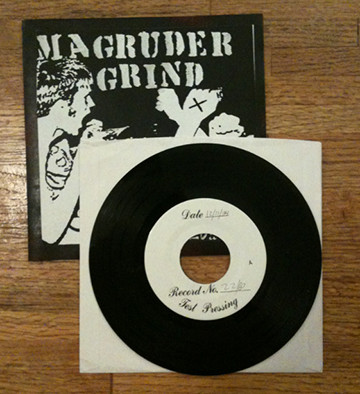 MAGRUDER
GRIND
X
Date
Record No.
Test Pressing